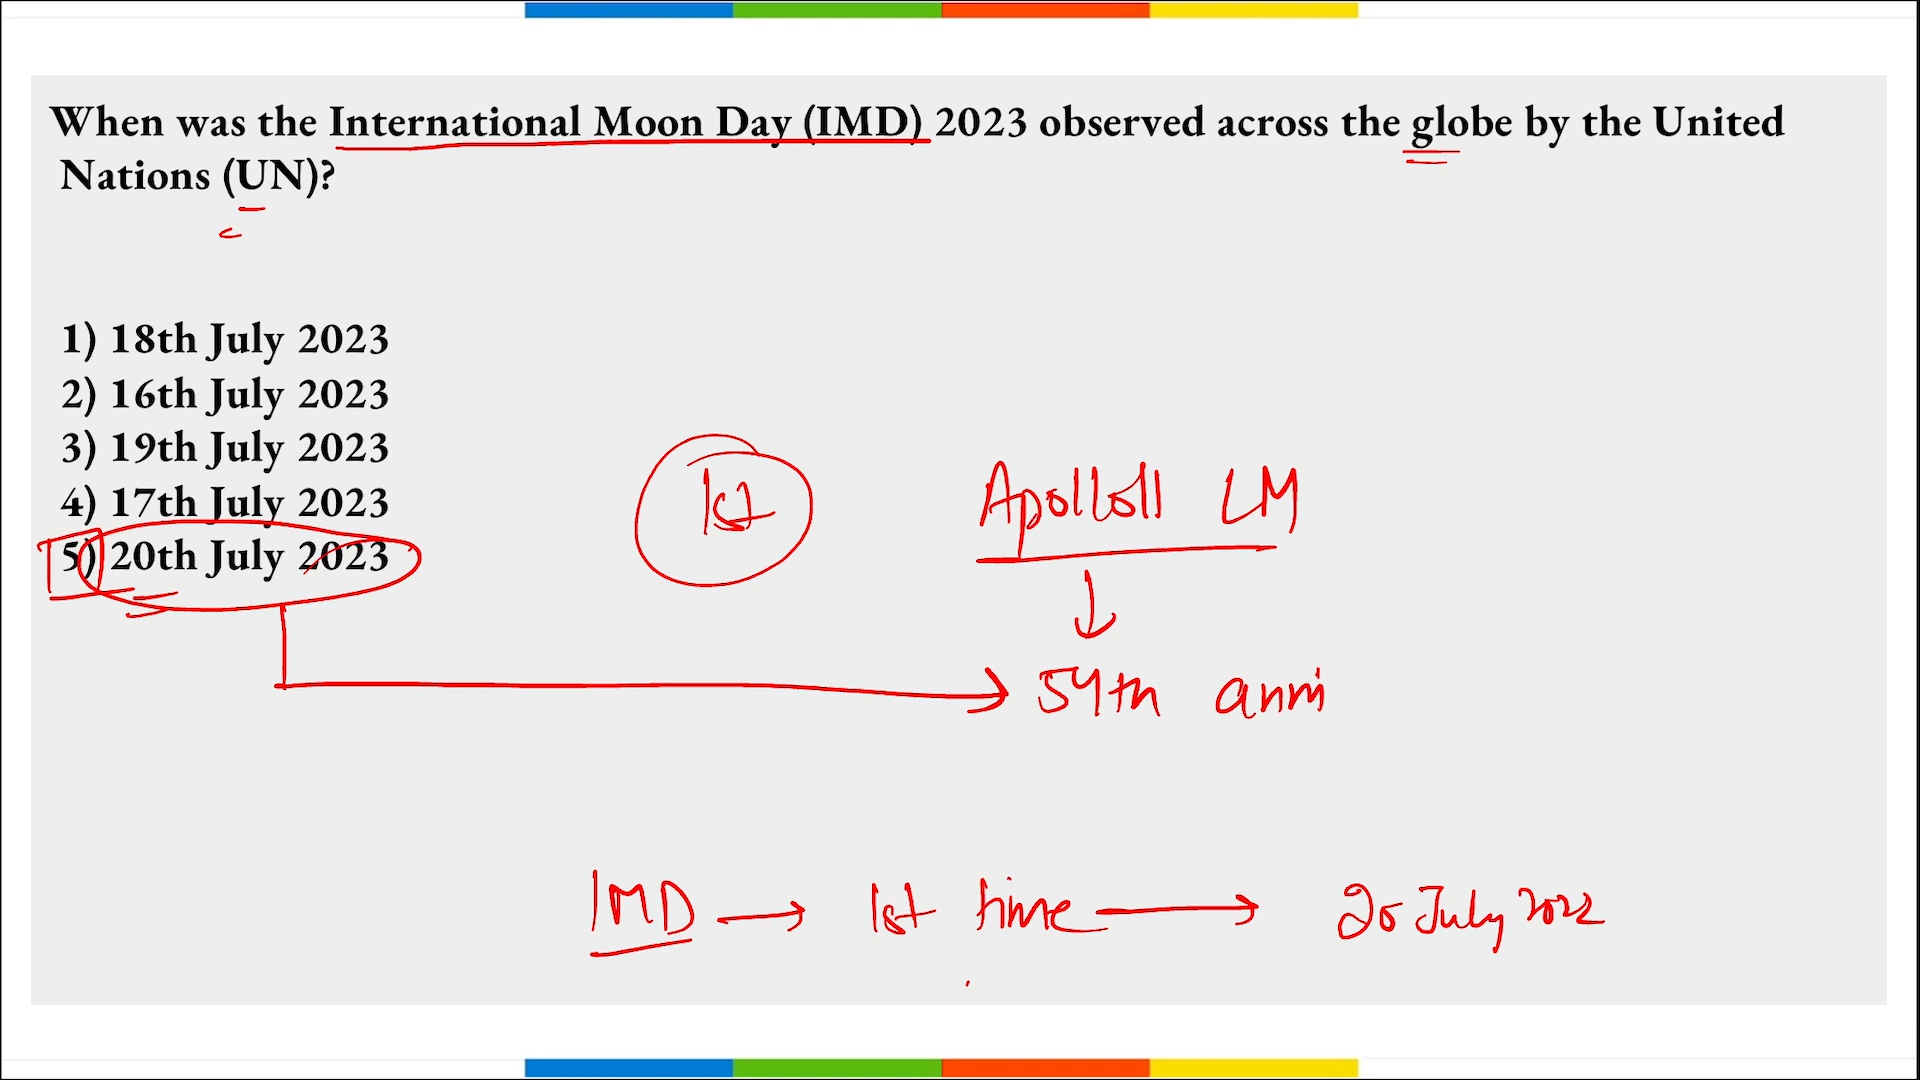 When was the International Moon Day (IMD) 2023 observed across the globe by the United
Nations (UN)?
1) 18th July 2023
2) 16th July 2023
3) 19th July 2023
4) 17th July 2023
5) 20th July 2023
1st
Apollo11 LM
54th anni
IMD → 1st time → 20 July 2022